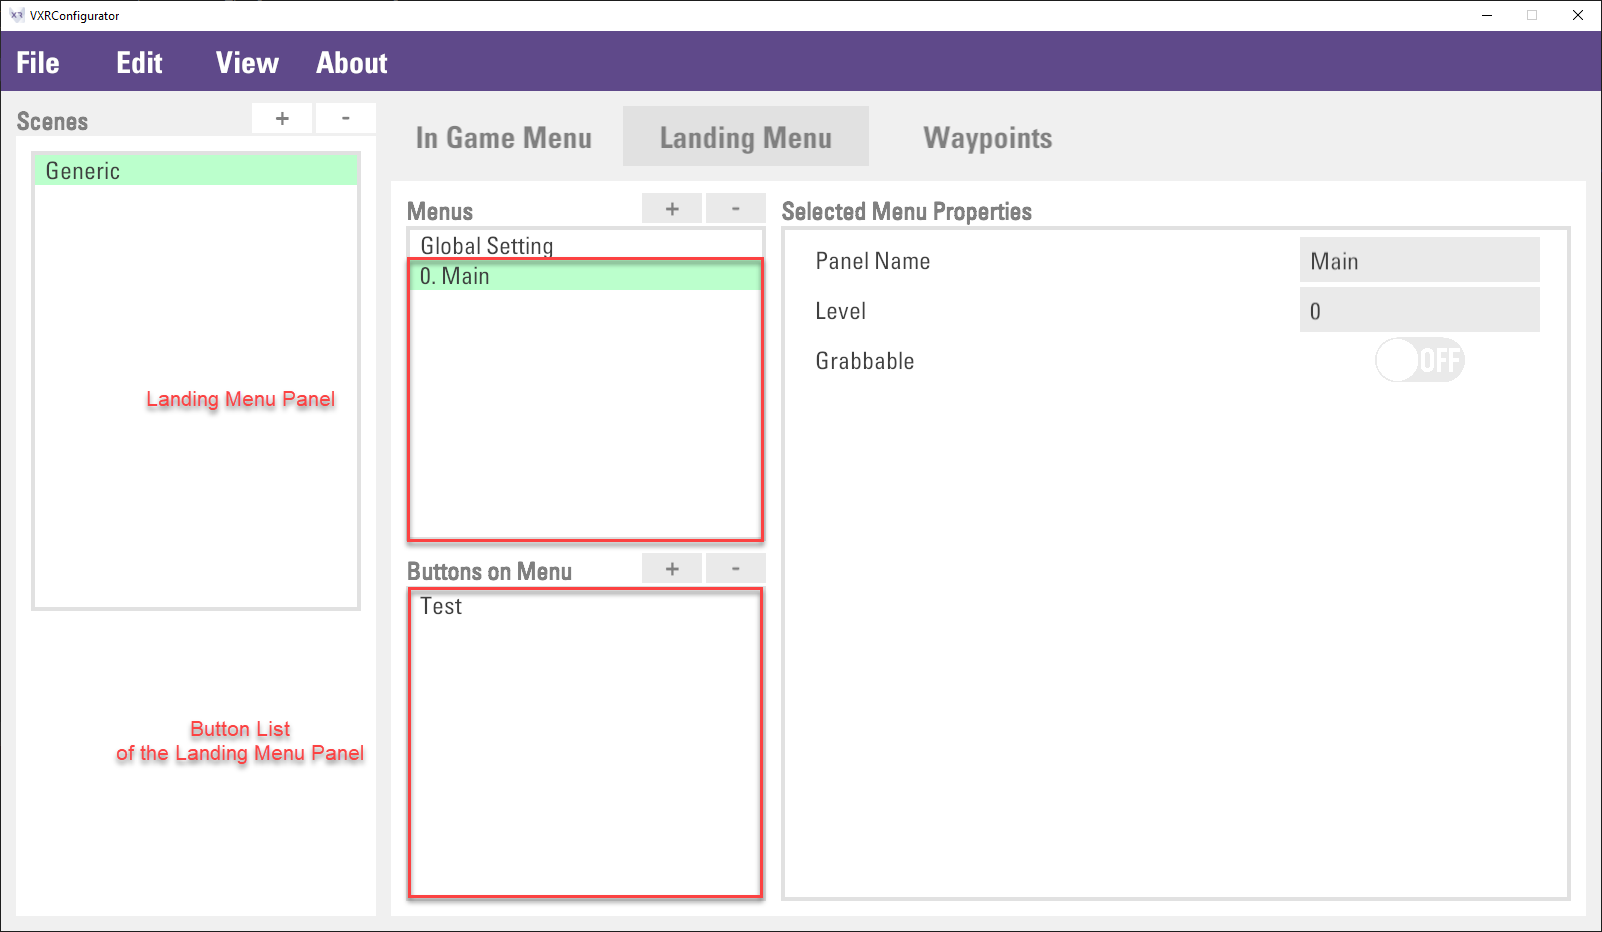 VXRConfigurator
File Edit View About
Scenes + -
Generic
In Game Menu Landing Menu Waypoints
Menus + -
Global Setting
0. Main
Selected Menu Properties
Panel Name Main
Level 0
Grabbable OFF
Landing Menu Panel
Buttons on Menu + -
Test
Button List
of the Landing Menu Panel